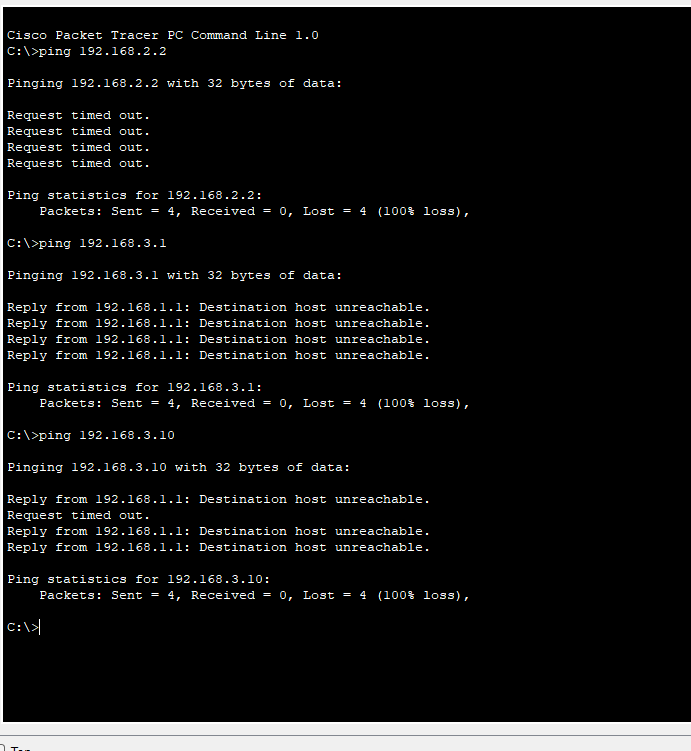 Cisco Packet Tracer PC Command Line 1.0
C:\>ping 192.168.2.2
Pinging 192.168.2.2 with 32 bytes of data:
Request timed out.
Request timed out.
Request timed out.
Request timed out.
Ping statistics for 192.168.2.2:
    Packets: Sent = 4, Received = 0, Lost = 4 (100% loss),
C:\>ping 192.168.3.1
Pinging 192.168.3.1 with 32 bytes of data:
Reply from 192.168.1.1: Destination host unreachable.
Reply from 192.168.1.1: Destination host unreachable.
Reply from 192.168.1.1: Destination host unreachable.
Reply from 192.168.1.1: Destination host unreachable.
Ping statistics for 192.168.3.1:
    Packets: Sent = 4, Received = 0, Lost = 4 (100% loss),
C:\>ping 192.168.3.10
Pinging 192.168.3.10 with 32 bytes of data:
Reply from 192.168.1.1: Destination host unreachable.
Request timed out.
Reply from 192.168.1.1: Destination host unreachable.
Reply from 192.168.1.1: Destination host unreachable.
Ping statistics for 192.168.3.10:
    Packets: Sent = 4, Received = 0, Lost = 4 (100% loss),
C:\>